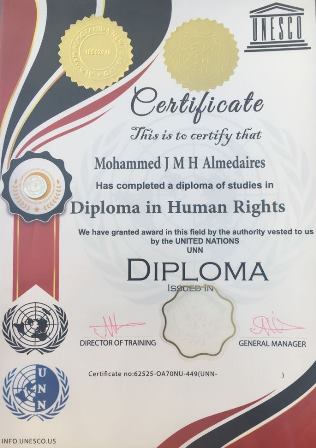 UNESCO
Certificate
This is to certify that
Mohammed J M H Almedaires
Has completed a diploma of studies in
Diploma in Human Rights
We have granted award in this field by the authority vested to us
by the UNITED NATIONS
UNN
DIPLOMA
ISSUED IN
DIRECTOR OF TRAINING
GENERAL MANAGER
Certificate no:62525-OA70NU-449(UNN- )
UNN
INFO.UNESCO.US